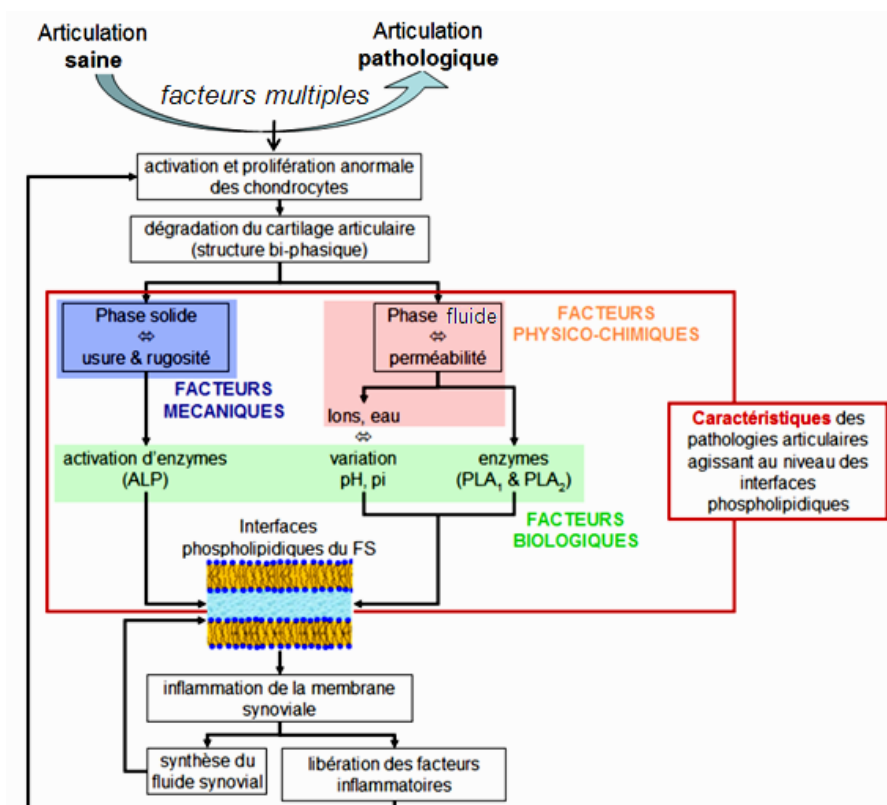 Articulation
saine
Articulation
pathologique
facteurs multiples
activation et prolifération anormale
des chondrocytes
dégradation du cartilage articulaire
(structure bi-phasique)
Phase solide
⇔
usure & rugosité
Phase fluide
⇔
perméabilité
FACTEURS
PHYSICO-CHIMIQUES
FACTEURS
MECANIQUES
Ions, eau
⇔
variation
pH, pi
activation d'enzymes
(ALP)
enzymes
(PLA1 & PLA2)
Caractéristiques des
pathologies articulaires
agissant au niveau des
interfaces
phospholipidiques
FACTEURS
BIOLOGIQUES
Interfaces
phospholipidiques du FS
inflammation de la membrane
synoviale
synthèse du
fluide synovial
libération des facteurs
inflammatoires